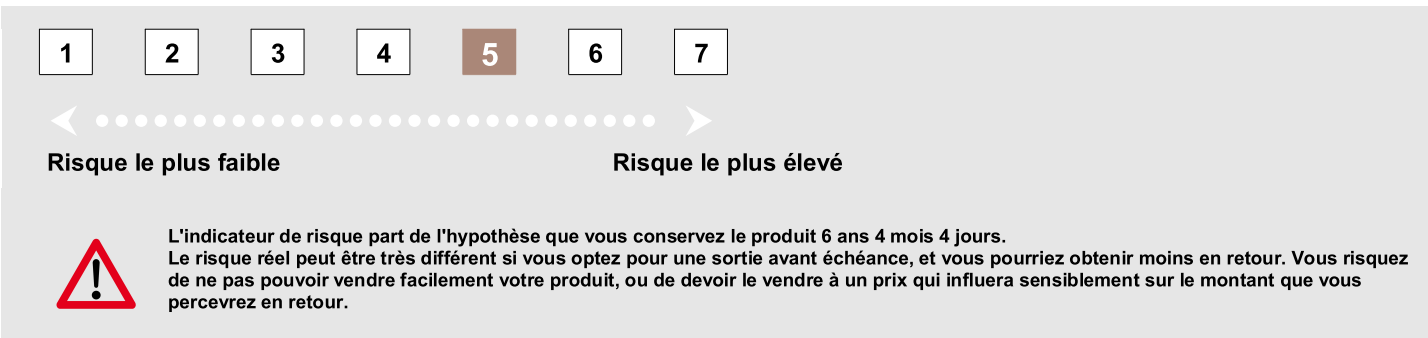 1 2 3 4 5 6 7
Risque le plus faible Risque le plus élevé
L'indicateur de risque part de l'hypothèse que vous conservez le produit 6 ans 4 mois 4 jours.
Le risque réel peut être très différent si vous optez pour une sortie avant échéance, et vous pourriez obtenir moins en retour. Vous risquez
de ne pas pouvoir vendre facilement votre produit, ou de devoir le vendre à un prix qui influera sensiblement sur le montant que vous
percevrez en retour.